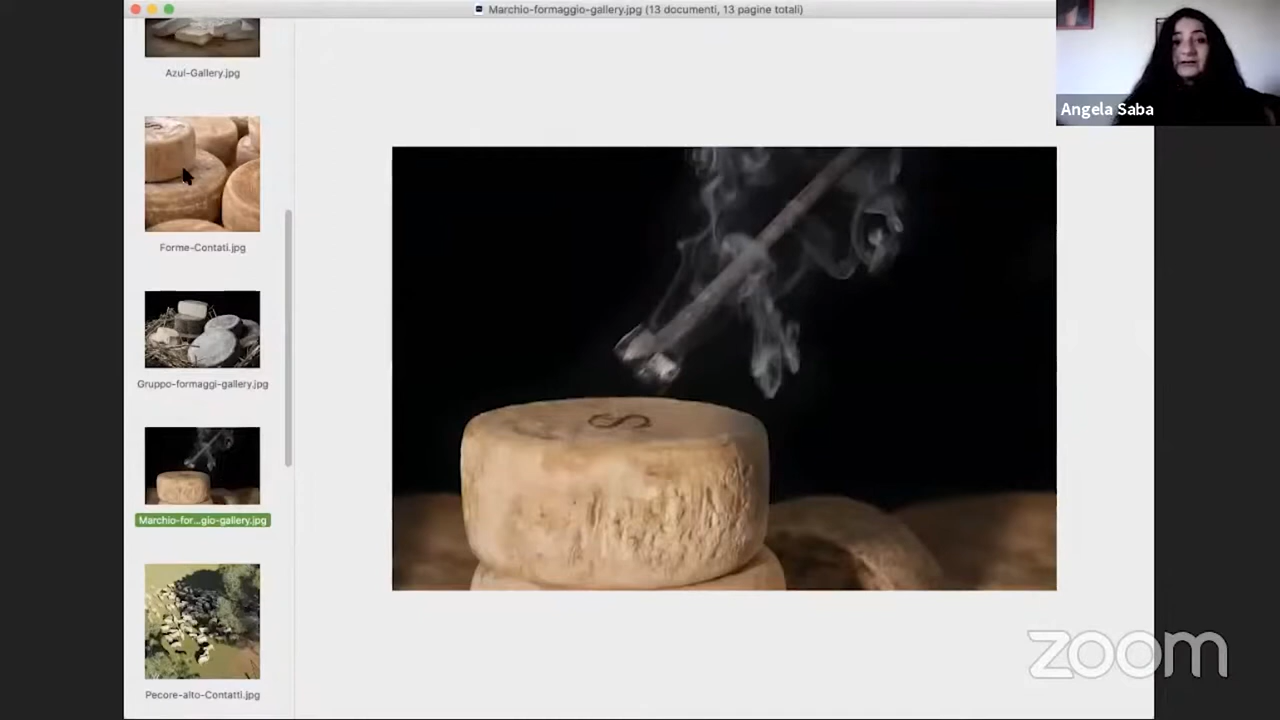 Marchio-formaggio-gallery.jpg (13 documenti, 13 pagine totali)
Azul-Gallery.jpg
Forme-Contati.jpg
Gruppo-formaggi-gallery.jpg
Marchio-for...gio-gallery.jpg
Pecore-alto-Contatti.jpg
S
Angela Saba
zoom